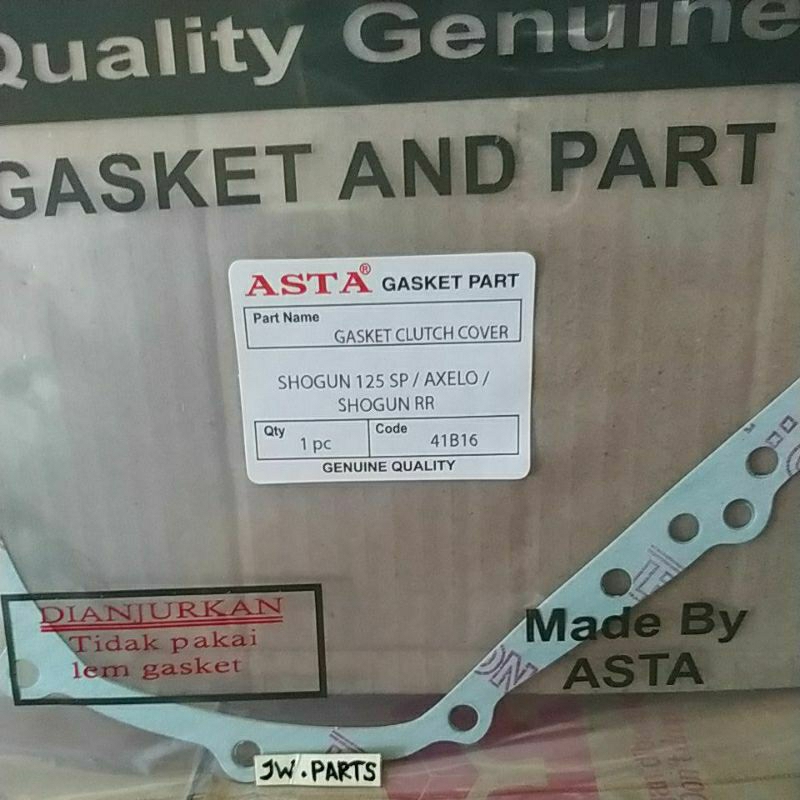 Quality Genuine
GASKET AND PART
ASTA® GASKET PART
Part Name
GASKET CLUTCH COVER
SHOGUN 125 SP / AXELO /
SHOGUN RR
Qty 1 pc
Code 41B16
GENUINE QUALITY
DIANJURKAN
Tidak pakai
lem gasket
Made By
ASTA
JW.PARTS